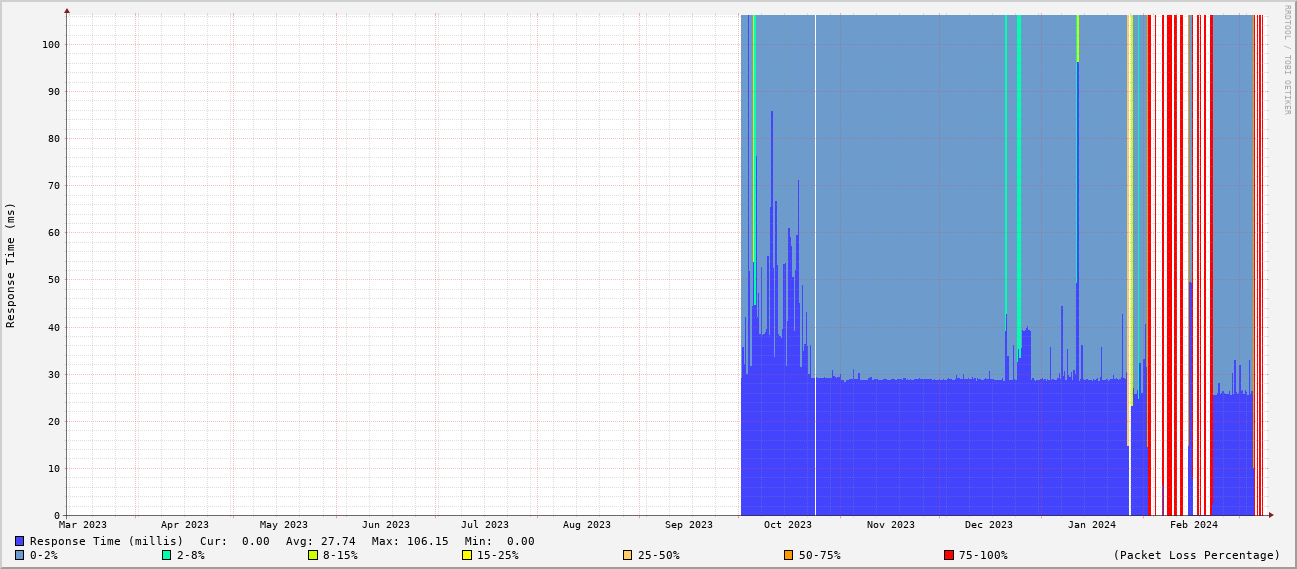 RRDTOOL / TOBI OETIKER
Response Time (ms)
100
90
80
70
60
50
40
30
20
10
0
Mar 2023 Apr 2023 May 2023 Jun 2023 Jul 2023 Aug 2023 Sep 2023 Oct 2023 Nov 2023 Dec 2023 Jan 2024 Feb 2024
Response Time (millis) Cur: 0.00 Avg: 27.74 Max: 106.15 Min: 0.00
0-2% 2-8% 8-15% 15-25% 25-50% 50-75% 75-100% (Packet Loss Percentage)